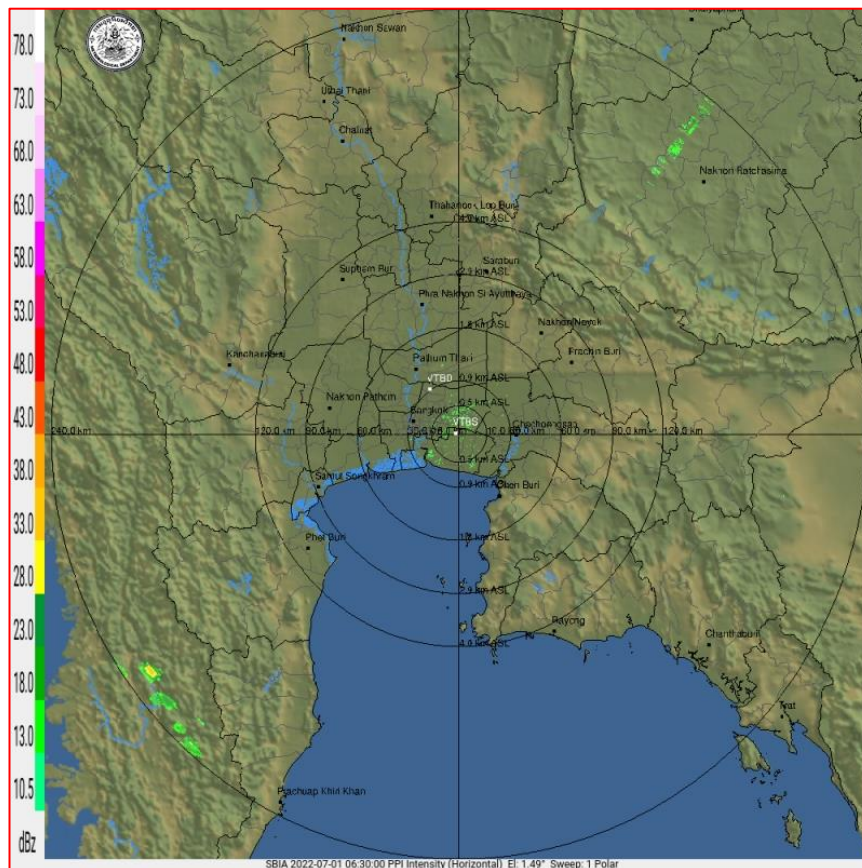 78.0
73.0
68.0
63.0
58.0
53.0
48.0
43.0
38.0
33.0
28.0
23.0
18.0
13.0
10.5
dBz
Nakhon Sawan
Uthai Thani
Chainat
Nakhon Ratchasima
Lop Buri
4.0 km ASL
2.9 km ASL
Saraburi
Suphan Buri
Phra Nakhon Si Ayutthaya
1.8 km ASL
Nakhon Nayok
Prachin Buri
Kanchanaburi
Pathum Thani
VTBD
0.9 km ASL
Nakhon Pathom
0.5 km ASL
Bangkok
VTBS
Chachoengsao
240.0 km
120.0 km
90.0 km
60.0 km
60.0 km
90.0 km
120.0 km
0.5 km ASL
Samut Songkhram
0.9 km ASL
Chon Buri
1.8 km ASL
2.9 km ASL
Rayong
4.0 km ASL
Chanthaburi
Trat
Prachuap Khiri Khan
SBIA 2022-07-01 06:30:00 PPI Intensity (Horizontal) El: 1.49° Sweep: 1 Polar